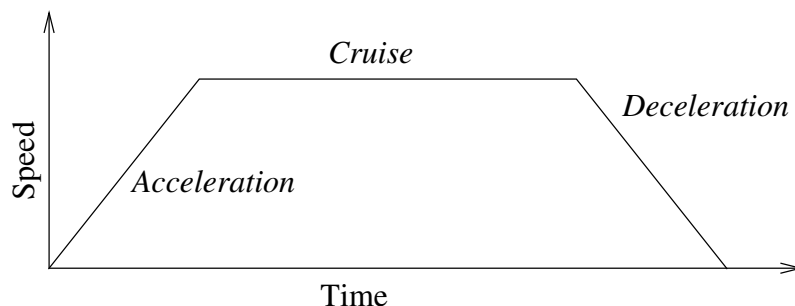 Cruise
Deceleration
Speed
Acceleration
Time